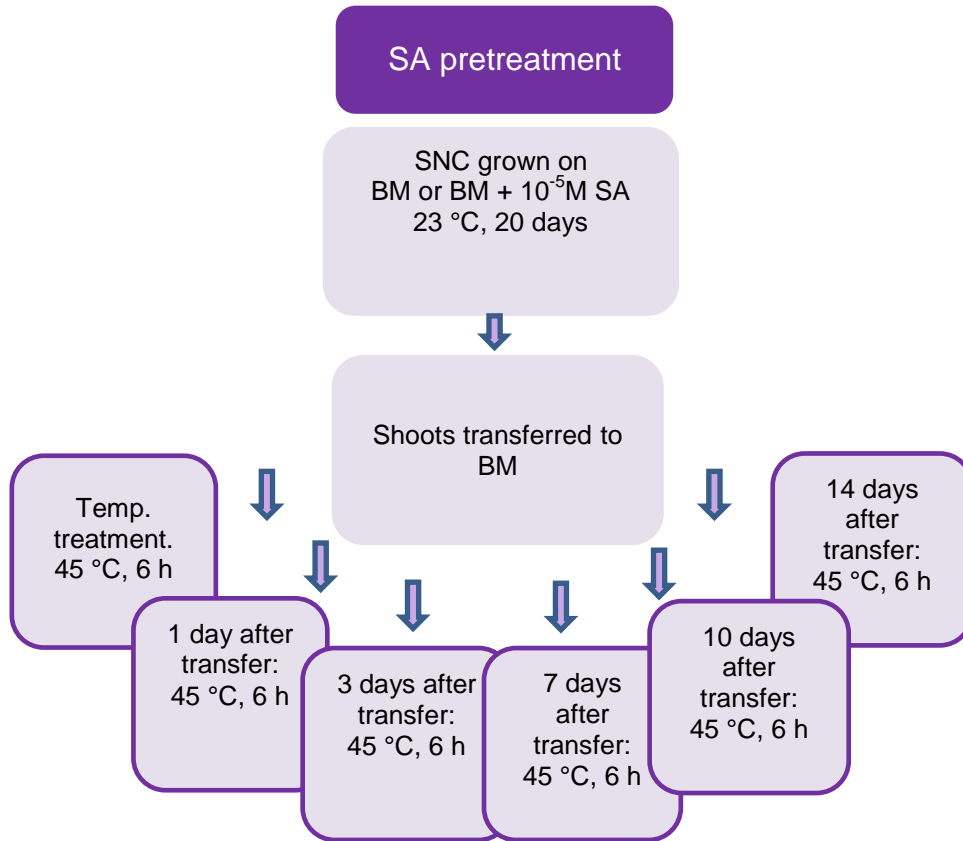 SA pretreatment
SNC grown on
BM or BM + 10⁻⁵M SA
23 °C, 20 days
Shoots transferred to
BM
Temp.
treatment.
45 °C, 6 h
1 day after
transfer:
45 °C, 6 h
3 days after
transfer:
45 °C, 6 h
7 days
after
transfer:
45 °C, 6 h
10 days
after
transfer:
45 °C, 6 h
14 days
after
transfer:
45 °C, 6 h